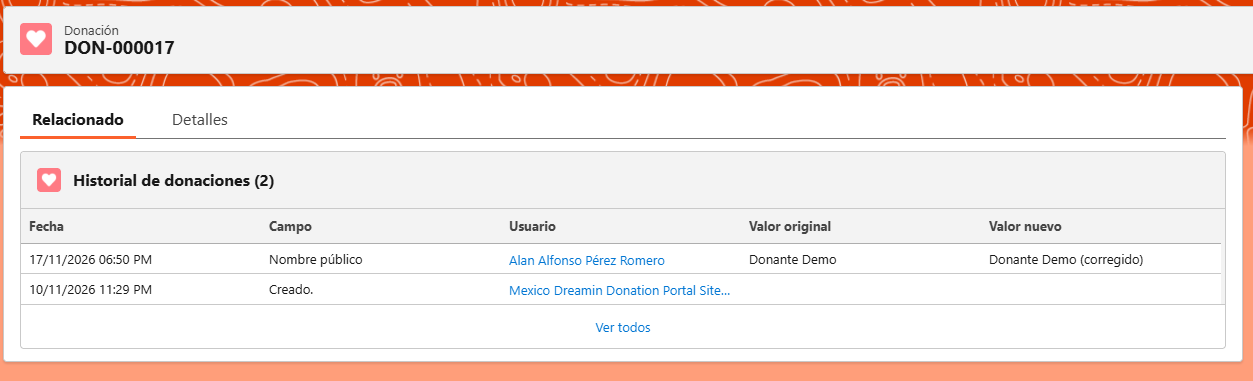 Donación
DON-000017
Relacionado Detalles
Historial de donaciones (2)
Fecha Campo Usuario Valor original Valor nuevo
17/11/2026 06:50 PM Nombre público Alan Alfonso Pérez Romero Donante Demo Donante Demo (corregido)
10/11/2026 11:29 PM Creado. Mexico Dreamin Donation Portal Site...
Ver todos